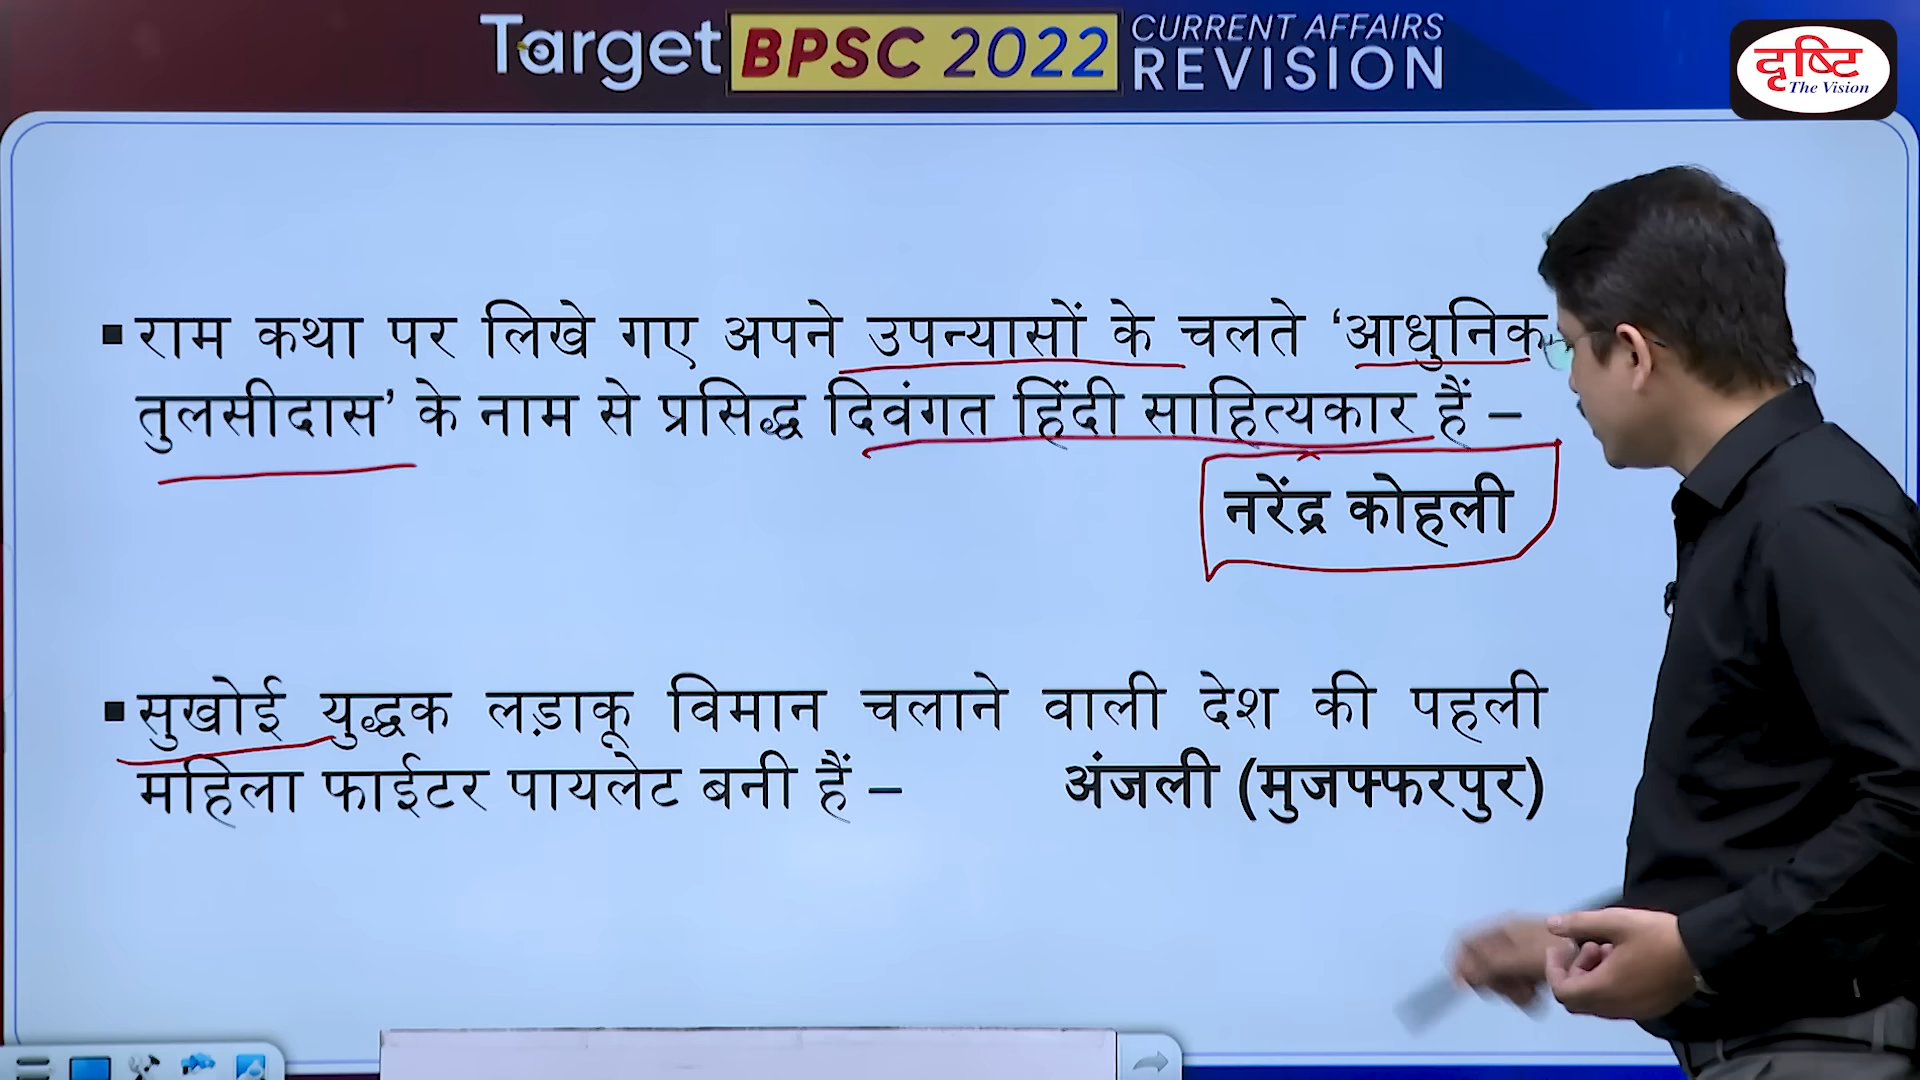 Target BPSC 2022 CURRENT AFFAIRS
REVISION
दृष्टि
The Vision
▪ राम कथा पर लिखे गए अपने उपन्यासों के चलते ‘आधुनिक
तुलसीदास’ के नाम से प्रसिद्ध दिवंगत हिंदी साहित्यकार हैं –
नरेंद्र कोहली
▪ सुखोई युद्धक लड़ाकू विमान चलाने वाली देश की पहली
महिला फाईटर पायलेट बनी हैं – अंजली (मुजफ्फरपुर)